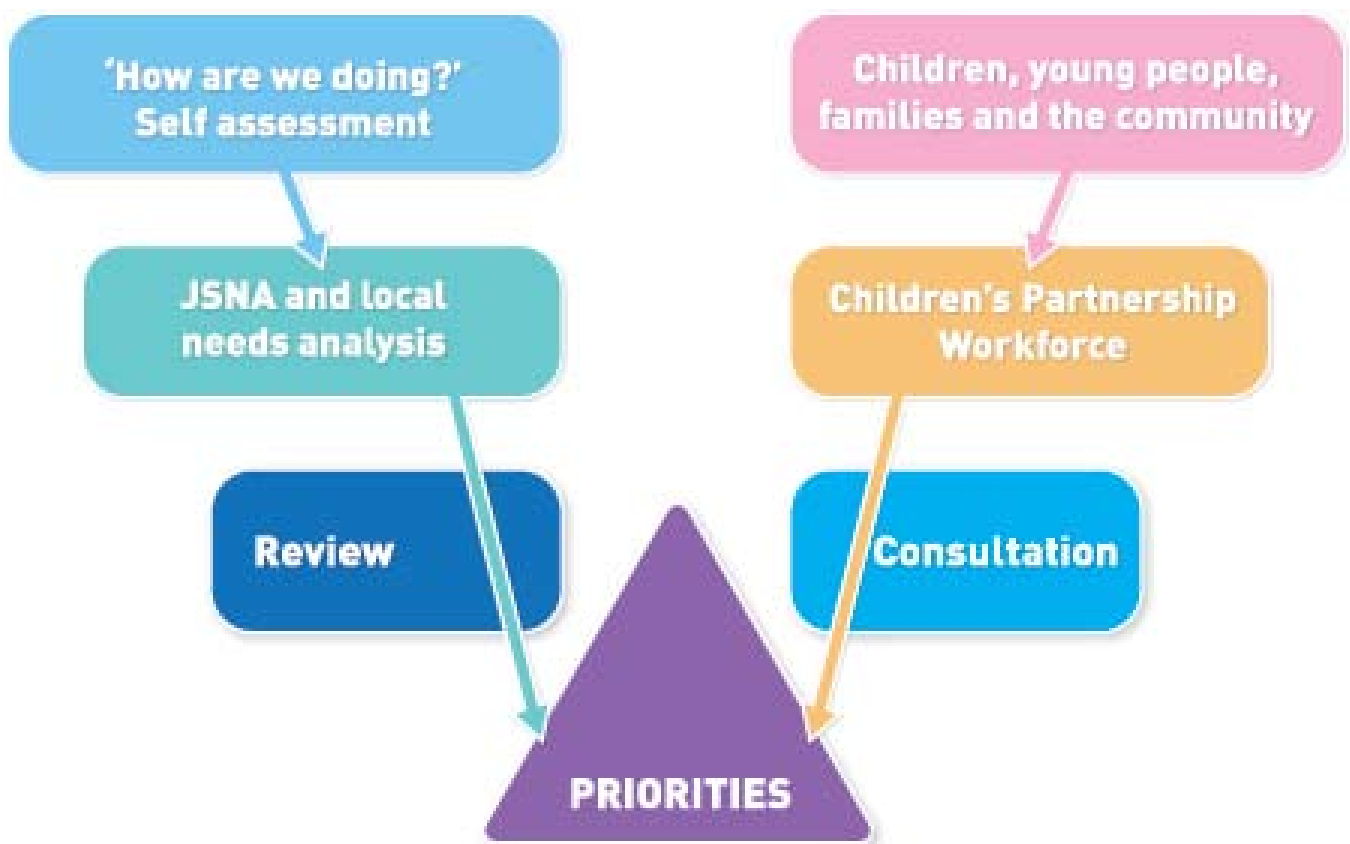 ‘How are we doing?’
Self assessment
Children, young people,
families and the community
JSNA and local
needs analysis
Children’s Partnership
Workforce
Review
Consultation
PRIORITIES